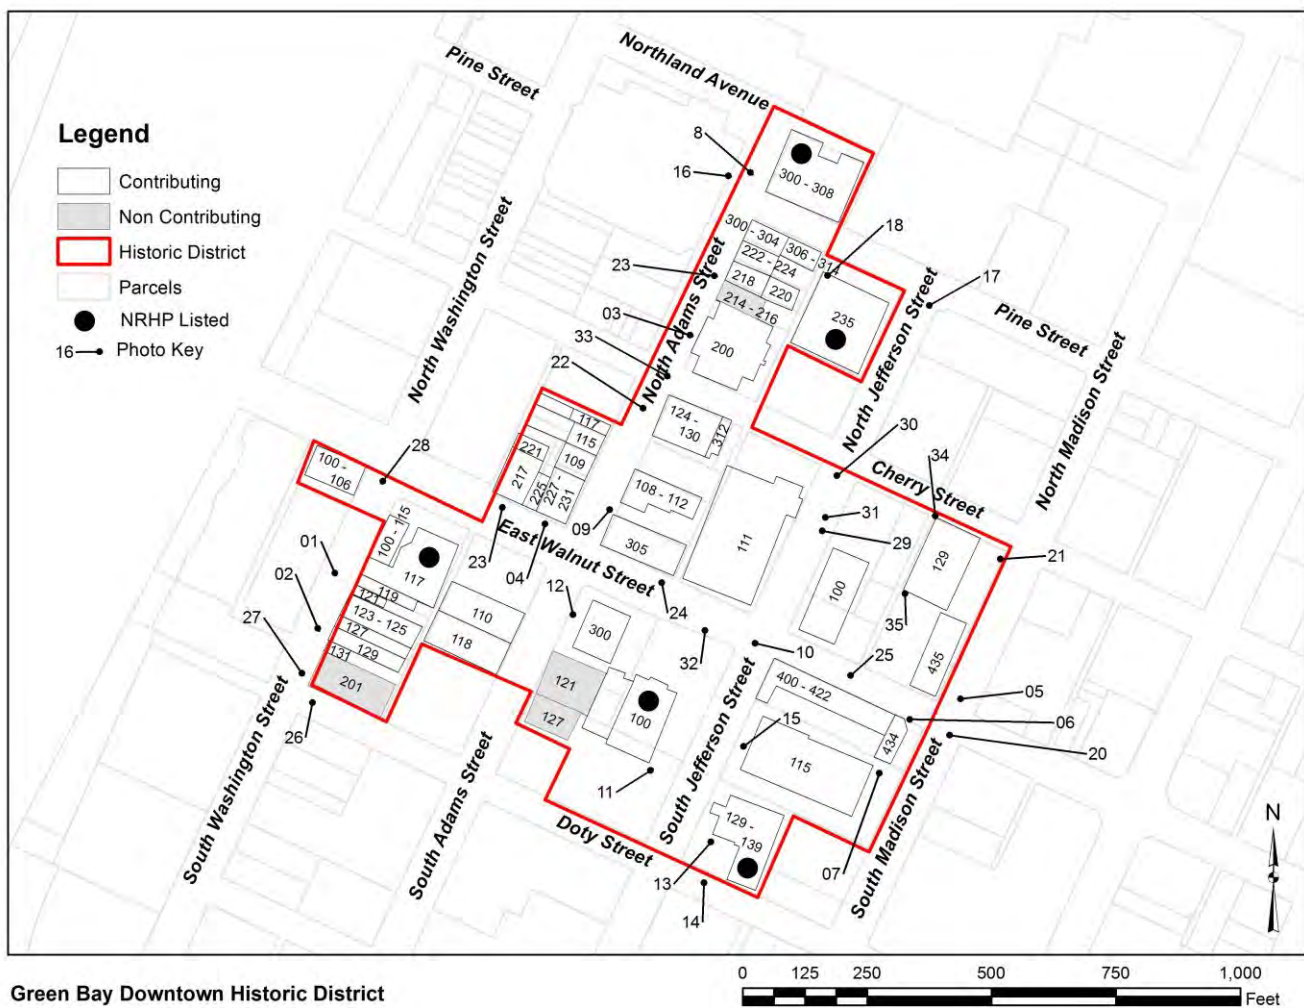 Northland Avenue
Pine Street
Legend
Contributing
Non Contributing
Historic District
Parcels
NRHP Listed
16 Photo Key
8
16
300 - 308
18
17
300 - 304
306 - 314
222 - 224
218
220
214 - 216
23
03
200
235
33
22
North Washington Street
North Adams Street
North Jefferson Street
Pine Street
North Madison Street
117
115
109
221
217
225
227 -
231
124 -
130
312
30
34
Cherry Street
28
100 -
106
108 - 112
09
305
111
31
29
129
21
100
35
01
02
27
100 - 115
117
119
121
123 - 125
127
129
131
201
26
23
04
East Walnut Street
110
118
12
300
24
32
10
25
435
05
06
20
400 - 422
434
121
127
100
11
15
115
South Washington Street
South Adams Street
South Jefferson Street
South Madison Street
Doty Street
129 -
139
13
14
07
N
Green Bay Downtown Historic District
0 125 250 500 750 1,000
Feet